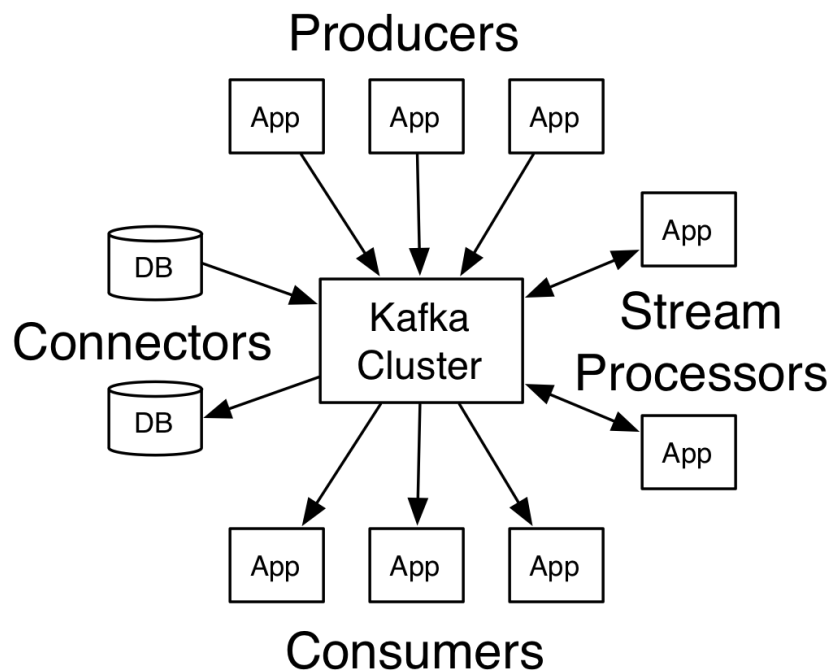 Producers
App
App
App
App
DB
Kafka
Cluster
Stream
Processors
Connectors
DB
App
App
App
App
Consumers